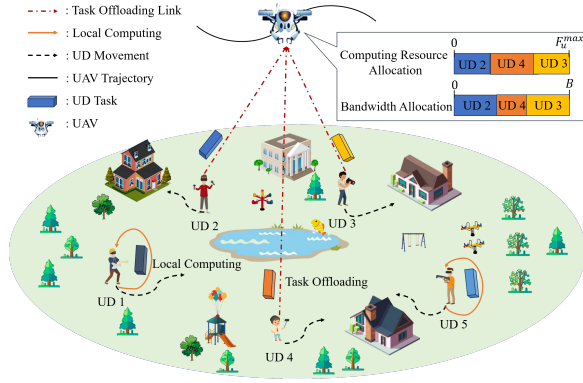 : Task Offloading Link
: Local Computing
: UD Movement
: UAV Trajectory
: UD Task
: UAV
0 F_u^{max}
Computing Resource
Allocation
UD 2 UD 4 UD 3
0 B
Bandwidth Allocation
UD 2 UD 4 UD 3
UD 2
UD 3
Local Computing
UD 1
Task Offloading
UD 4
UD 5